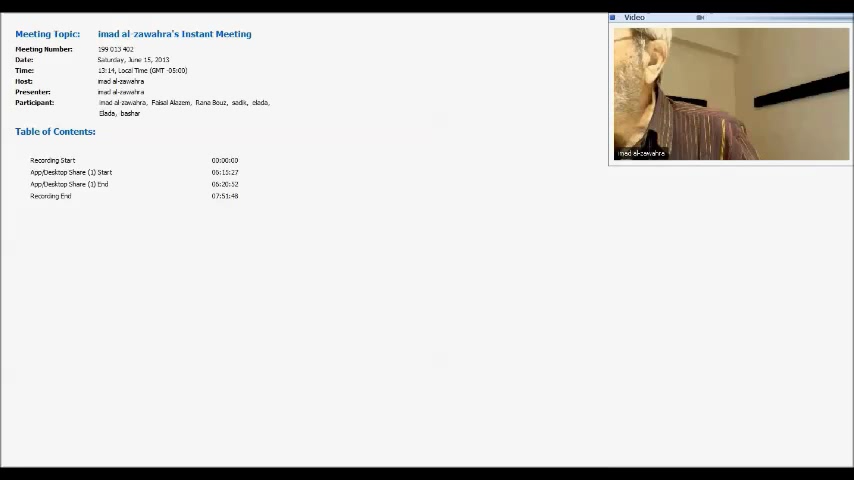 Meeting Topic: imad al-zawahra's Instant Meeting
Meeting Number: 199 013 402
Date: Saturday, June 15, 2013
Time: 13:14, Local Time (GMT -05:00)
Host: imad al-zawahra
Presenter: imad al-zawahra
Participant: imad al-zawahra, Faisal Alazem, Rana Bouz, sadik, elada,
Elada, bashar
Table of Contents:
Recording Start 00:00:00
App/Desktop Share (1) Start 06:15:27
App/Desktop Share (1) End 06:20:52
Recording End 07:51:48
Video
imad al-zawahra